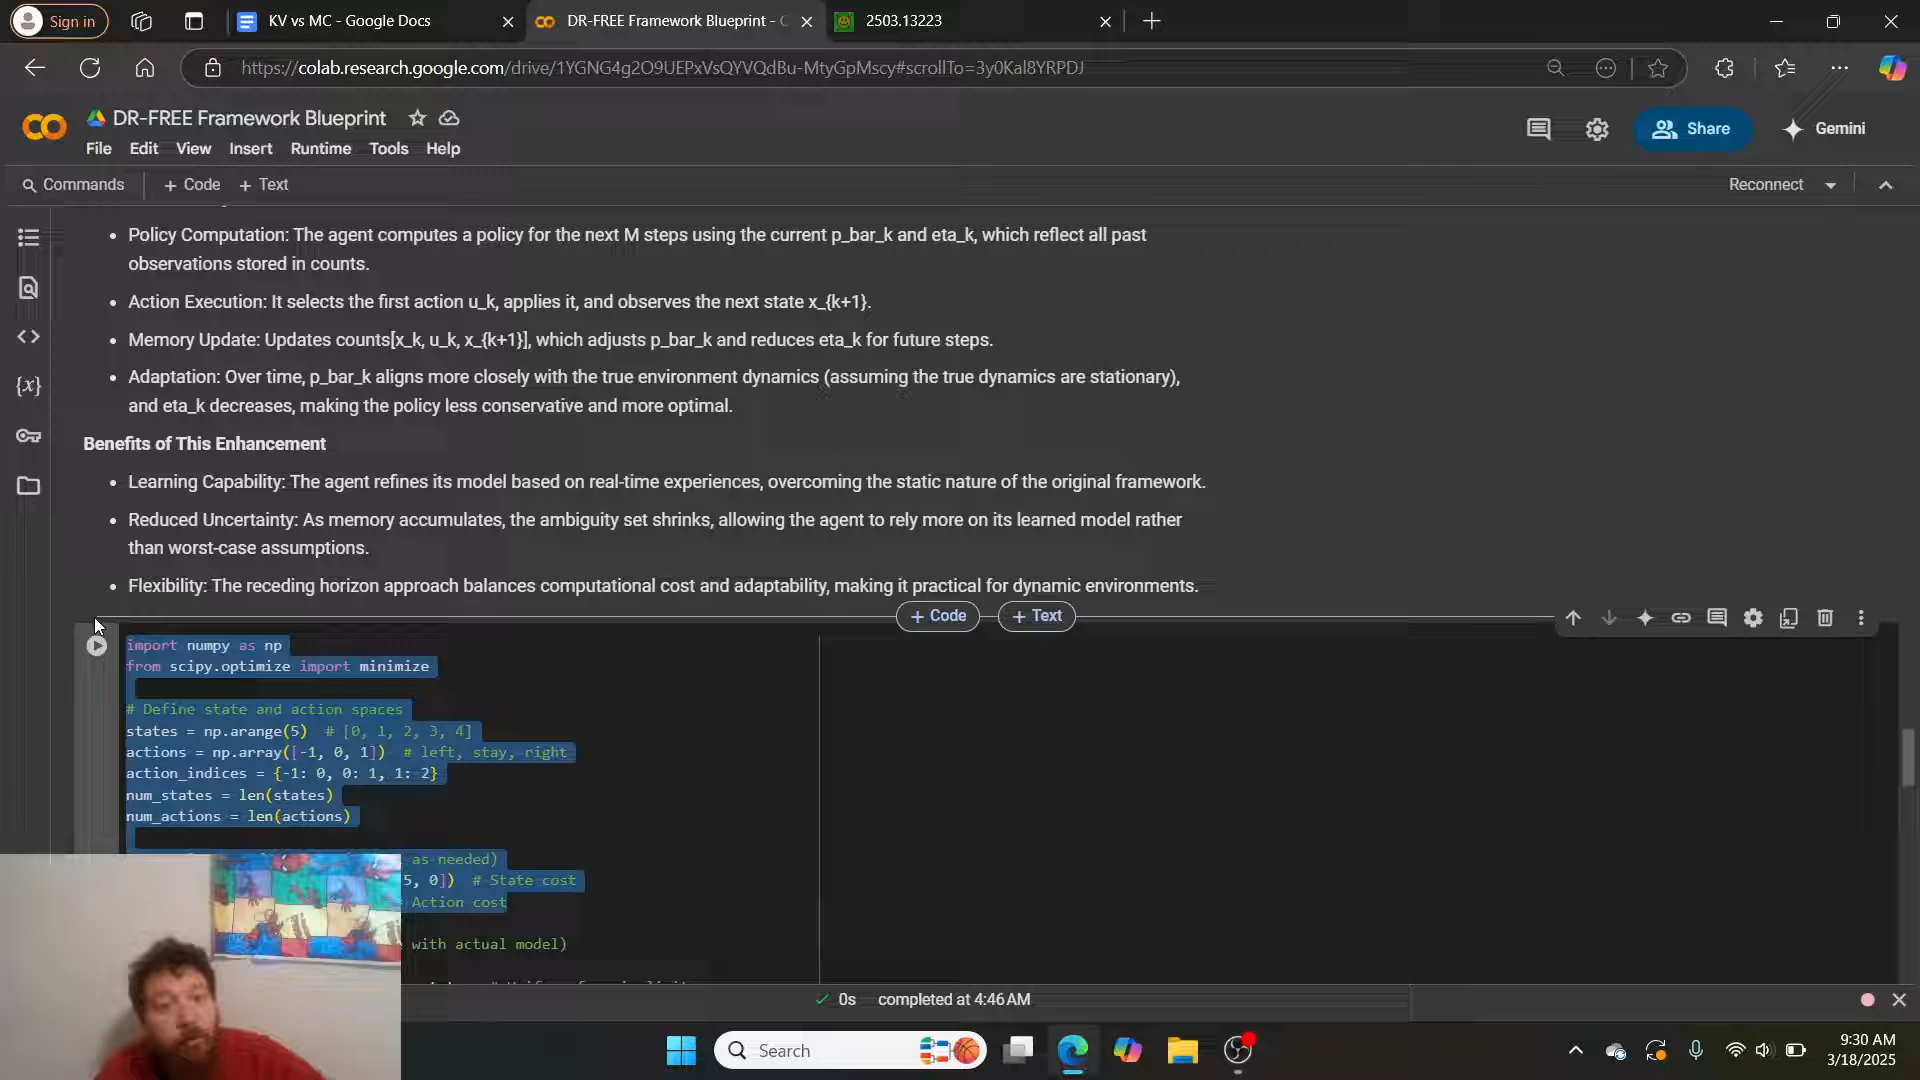 Sign in
KV vs MC - Google Docs
DR-FREE Framework Blueprint - C
2503.13223
https://colab.research.google.com/drive/1YGNG4g2O9UEPxVsQYVQdBu-MtyGpMscy#scrollTo=3y0Kal8YRPDJ
DR-FREE Framework Blueprint
File Edit View Insert Runtime Tools Help
Share
Gemini
Commands + Code + Text
Reconnect
Policy Computation: The agent computes a policy for the next M steps using the current p_bar_k and eta_k, which reflect all past
observations stored in counts.
Action Execution: It selects the first action u_k, applies it, and observes the next state x_{k+1}.
Memory Update: Updates counts[x_k, u_k, x_{k+1}], which adjusts p_bar_k and reduces eta_k for future steps.
Adaptation: Over time, p_bar_k aligns more closely with the true environment dynamics (assuming the true dynamics are stationary),
and eta_k decreases, making the policy less conservative and more optimal.
Benefits of This Enhancement
Learning Capability: The agent refines its model based on real-time experiences, overcoming the static nature of the original framework.
Reduced Uncertainty: As memory accumulates, the ambiguity set shrinks, allowing the agent to rely more on its learned model rather
than worst-case assumptions.
Flexibility: The receding horizon approach balances computational cost and adaptability, making it practical for dynamic environments.
+ Code + Text
import numpy as np
from scipy.optimize import minimize
# Define state and action spaces
states = np.arange(5) # [0, 1, 2, 3, 4]
actions = np.array([-1, 0, 1]) # left, stay, right
action_indices = {-1: 0, 0: 1, 1: 2}
num_states = len(states)
num_actions = len(actions)
as needed)
5, 0]) # State cost
Action cost
with actual model)
0s completed at 4:46 AM
Search
9:30 AM
3/18/2025